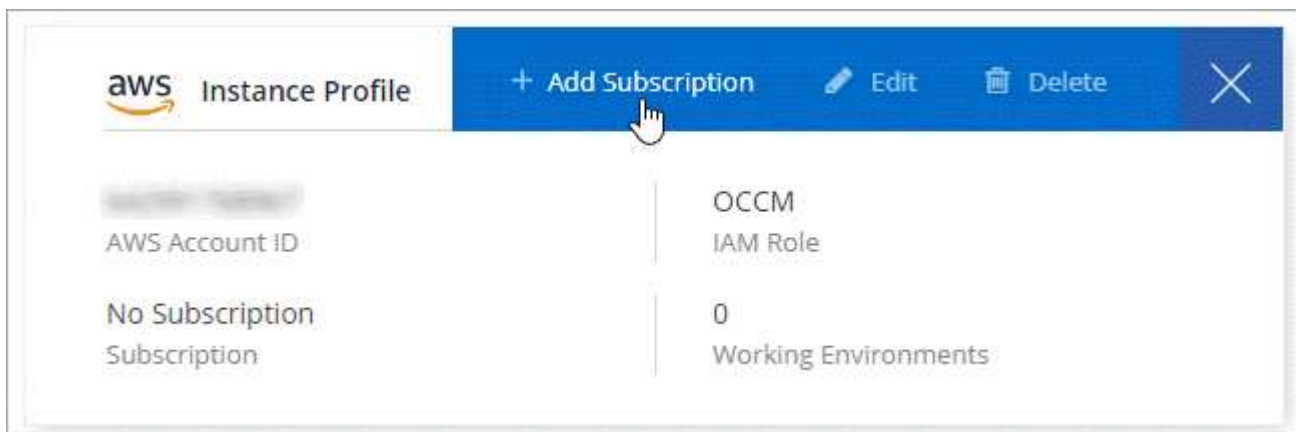 aws Instance Profile + Add Subscription Edit Delete
OCCM
AWS Account ID IAM Role
No Subscription 0
Subscription Working Environments